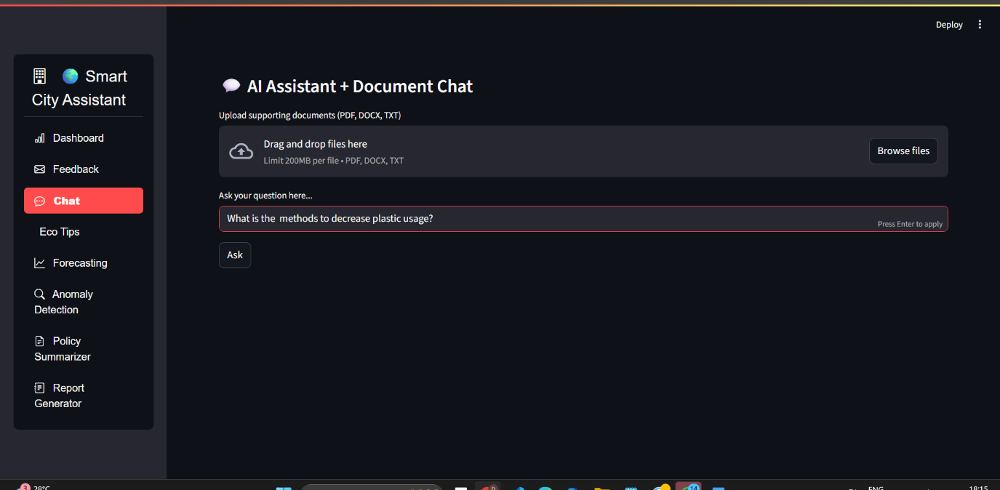 Deploy
Smart
City Assistant
Dashboard
Feedback
Chat
Eco Tips
Forecasting
Anomaly
Detection
Policy
Summarizer
Report
Generator
AI Assistant + Document Chat
Upload supporting documents (PDF, DOCX, TXT)
Drag and drop files here
Limit 200MB per file • PDF, DOCX, TXT
Browse files
Ask your question here...
What is the  methods to decrease plastic usage?
Press Enter to apply
Ask
3
28°C
14
ENG
18:15